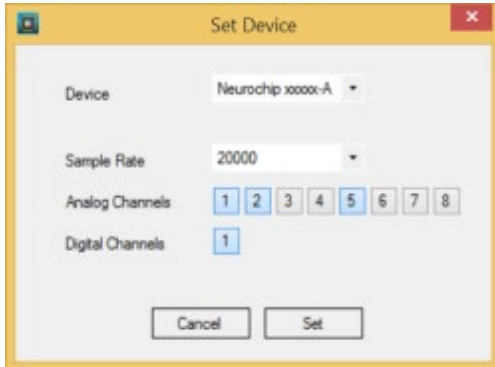 Set Device
Device Neurochip xxxxx-A
Sample Rate 20000
Analog Channels 1 2 3 4 5 6 7 8
Digital Channels 1
Cancel Set